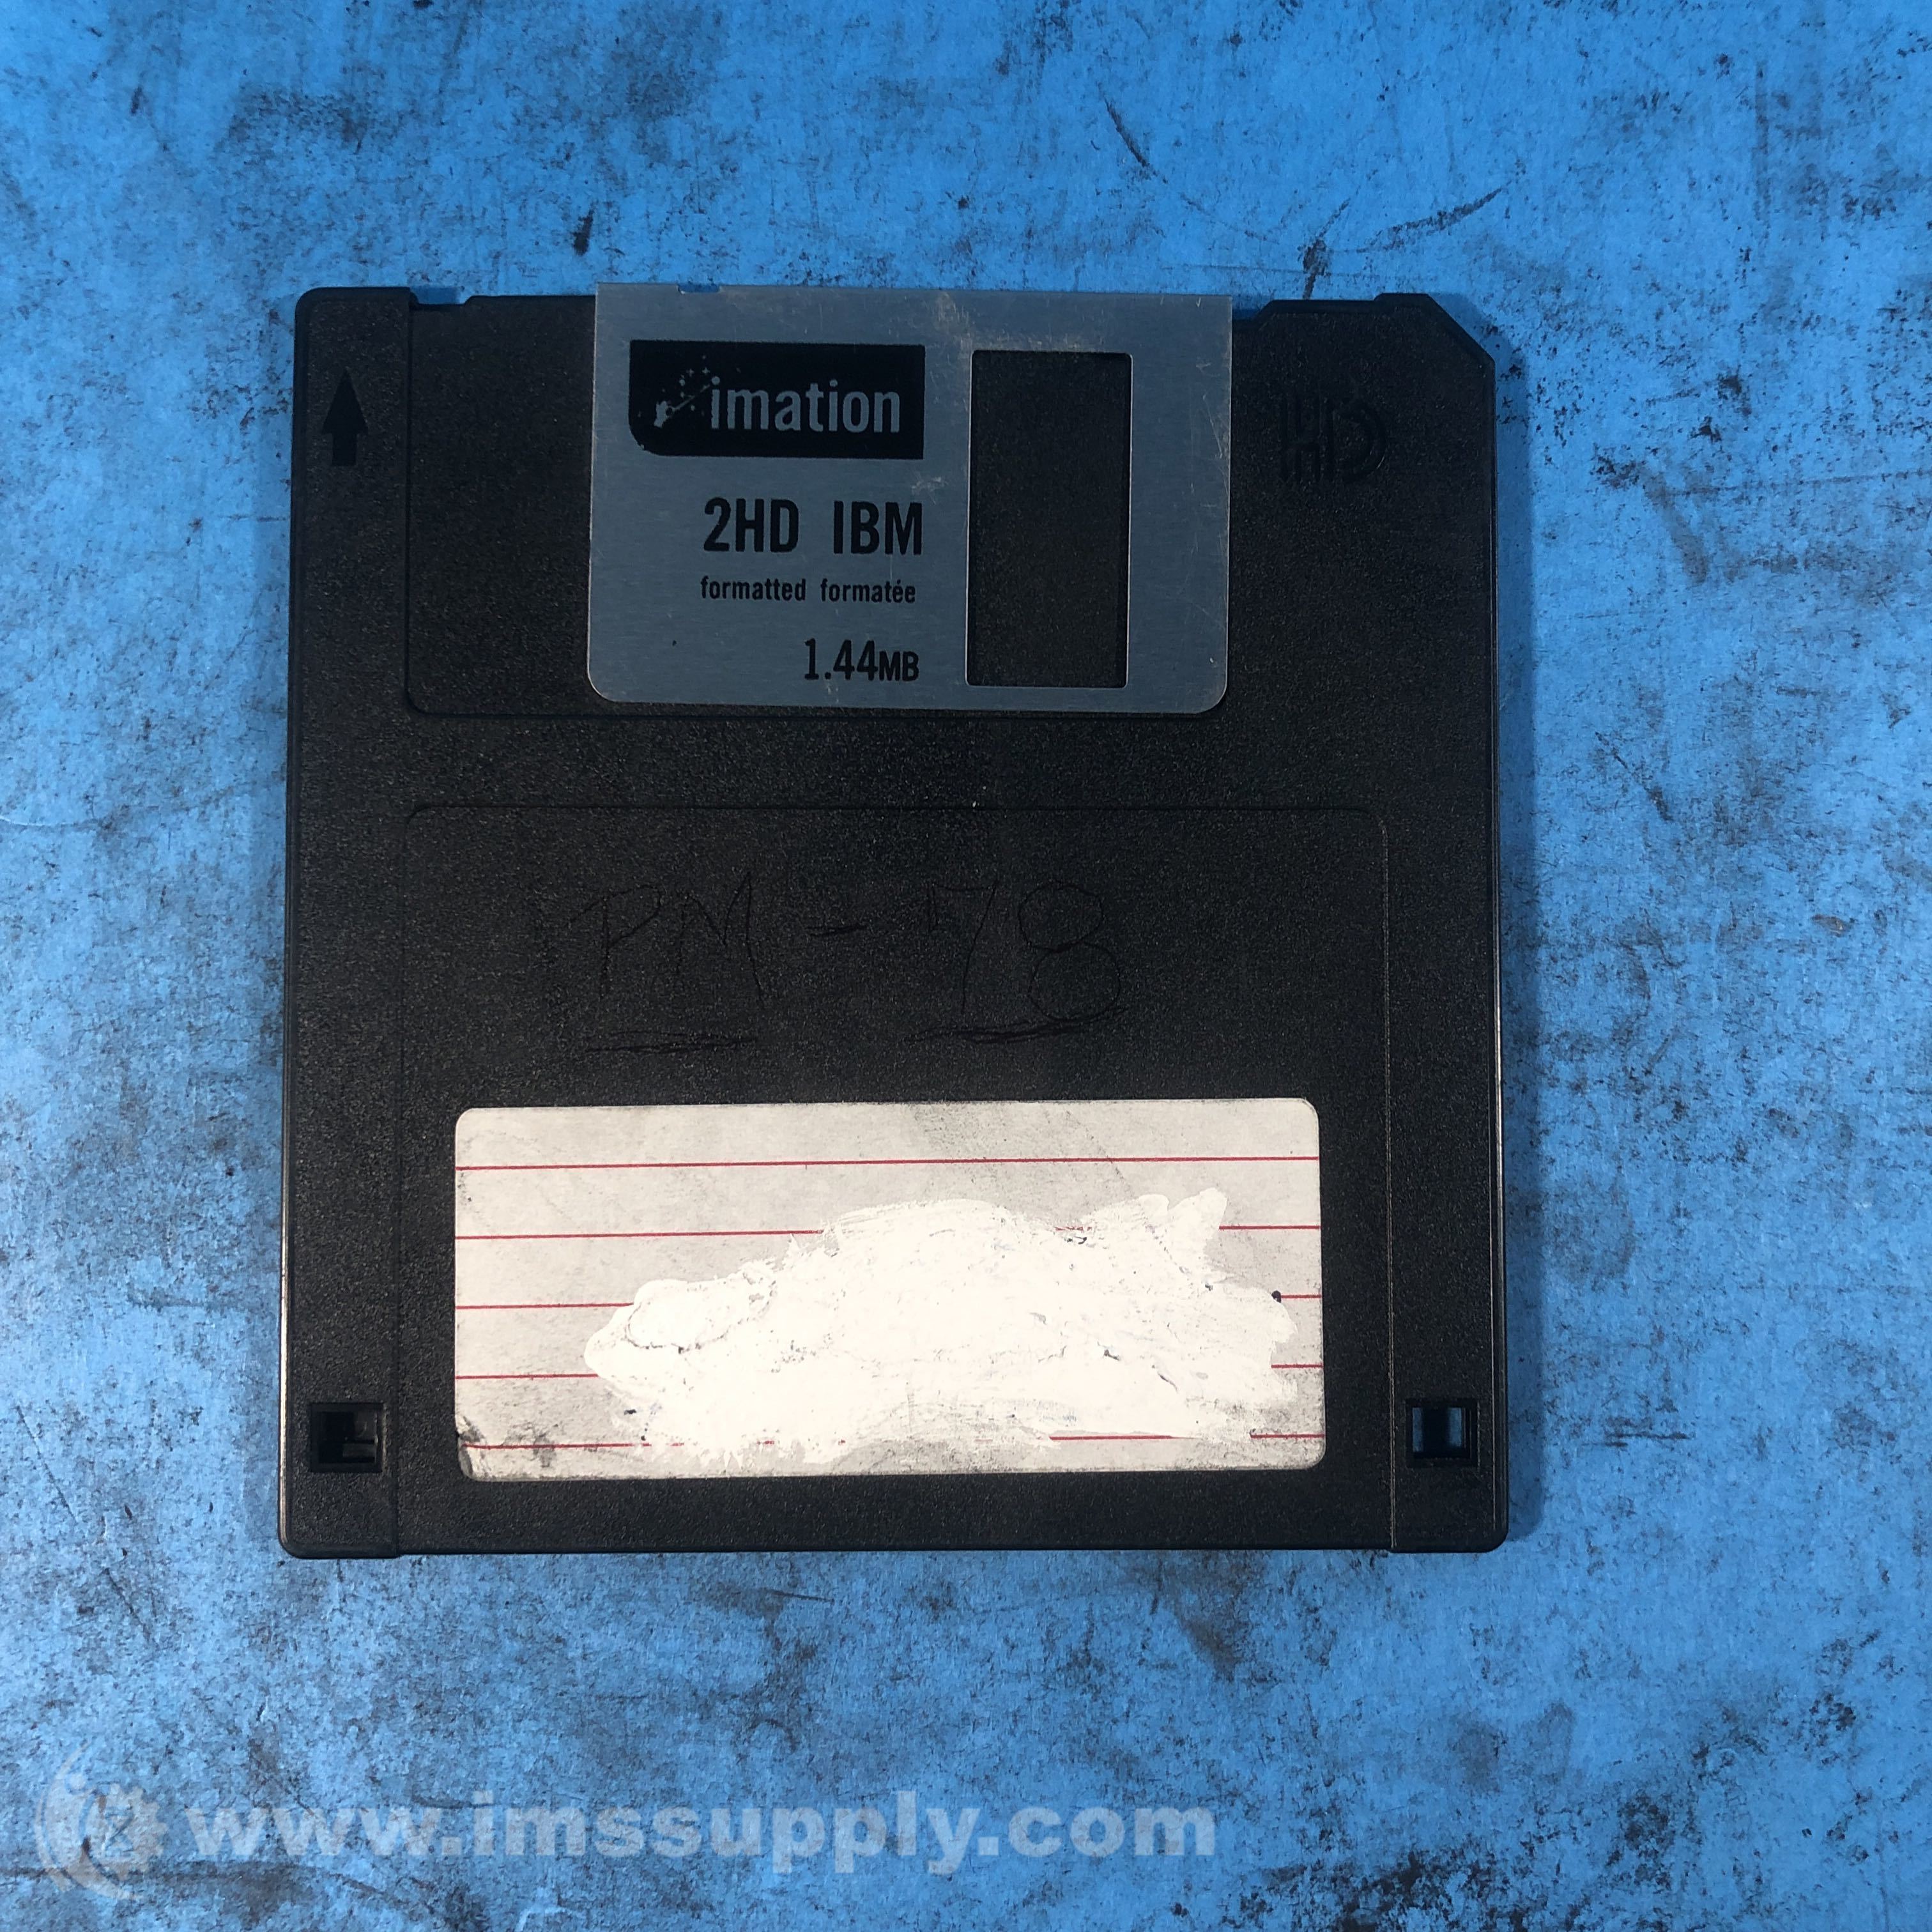 imation
2HD IBM
formatted formatée
1.44MB
HD
PM - 78
www.imssupply.com